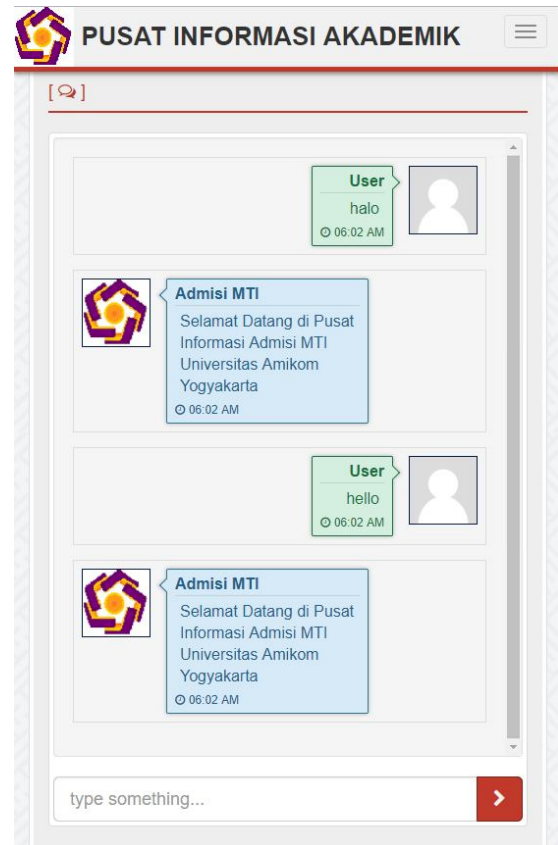 PUSAT INFORMASI AKADEMIK
[ ]
User
halo
06:02 AM
Admisi MTI
Selamat Datang di Pusat
Informasi Admisi MTI
Universitas Amikom
Yogyakarta
06:02 AM
User
hello
06:02 AM
Admisi MTI
Selamat Datang di Pusat
Informasi Admisi MTI
Universitas Amikom
Yogyakarta
06:02 AM
type something...